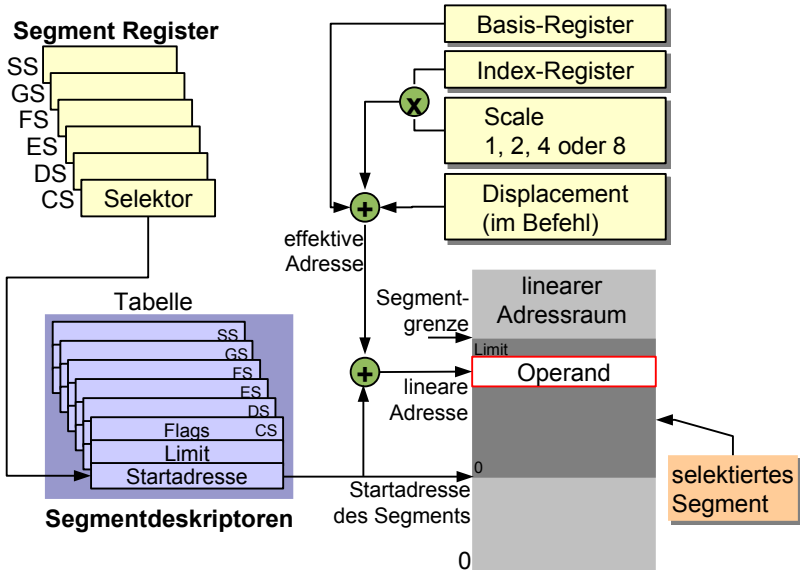 Segment Register
SS
GS
FS
ES
DS
CS
Selektor
Basis-Register
Index-Register
x
Scale
1, 2, 4 oder 8
Displacement
(im Befehl)
+
effektive
Adresse
Tabelle
SS
GS
FS
ES
DS
Flags CS
Limit
Startadresse
Segmentdeskriptoren
+
lineare
Adresse
Segment-
grenze
linearer
Adressraum
Limit
Operand
0
Startadresse
des Segments
0
selektiertes
Segment